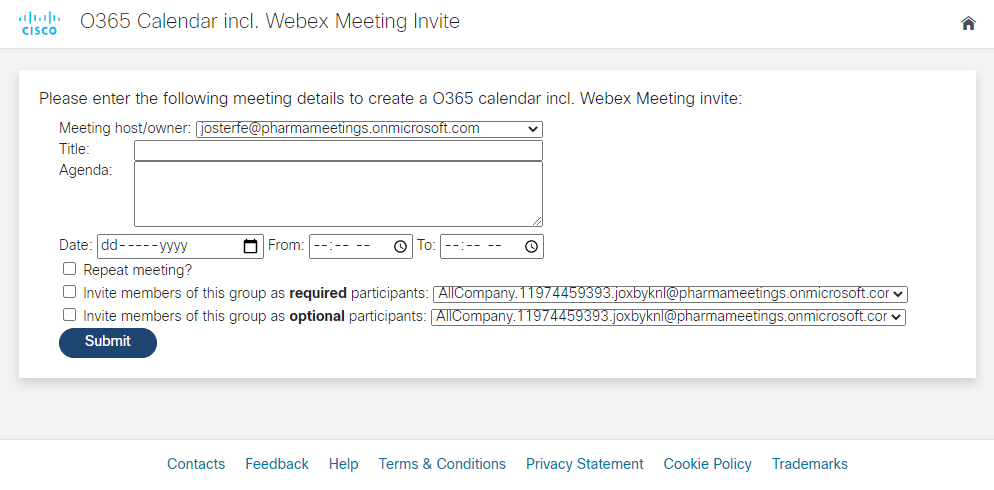 CISCO
O365 Calendar incl. Webex Meeting Invite
Please enter the following meeting details to create a O365 calendar incl. Webex Meeting invite:
Meeting host/owner: josterfe@pharmameetings.onmicrosoft.com
Title:
Agenda:
Date: dd-----yyyy From: --:-- -- To: --:-- --
Repeat meeting?
Invite members of this group as required participants: AllCompany.11974459393.joxbyknl@pharmameetings.onmicrosoft.cor
Invite members of this group as optional participants: AllCompany.11974459393.joxbyknl@pharmameetings.onmicrosoft.cor
Submit
Contacts Feedback Help Terms & Conditions Privacy Statement Cookie Policy Trademarks